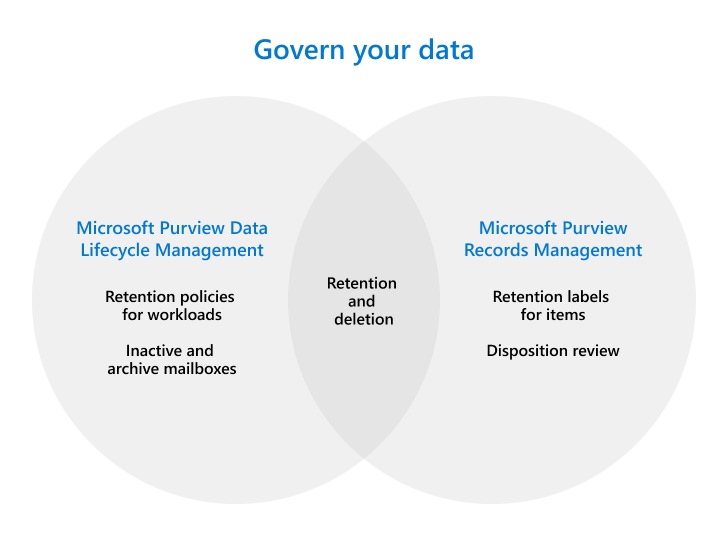 Govern your data
Microsoft Purview Data
Lifecycle Management
Retention policies
for workloads
Inactive and
archive mailboxes
Retention
and
deletion
Microsoft Purview
Records Management
Retention labels
for items
Disposition review